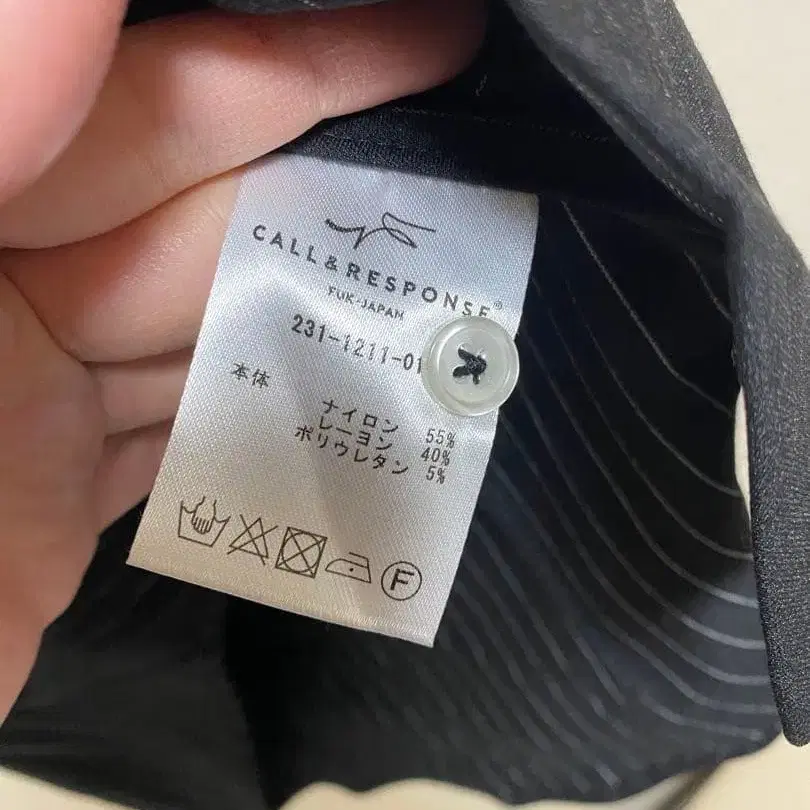 CALL & RESPONSE®
FUK-JAPAN
231-1211-01
本体
ナイロン 55%
レーヨン 40%
ポリウレタン 5%
F